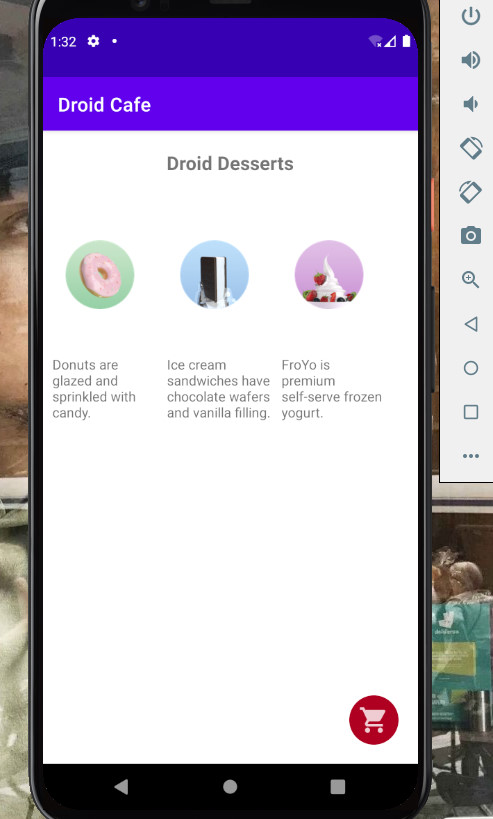 1:32
Droid Cafe
Droid Desserts
Donuts are
glazed and
sprinkled with
candy.
Ice cream
sandwiches have
chocolate wafers
and vanilla filling.
FroYo is
premium
self-serve frozen
yogurt.
deliveroo